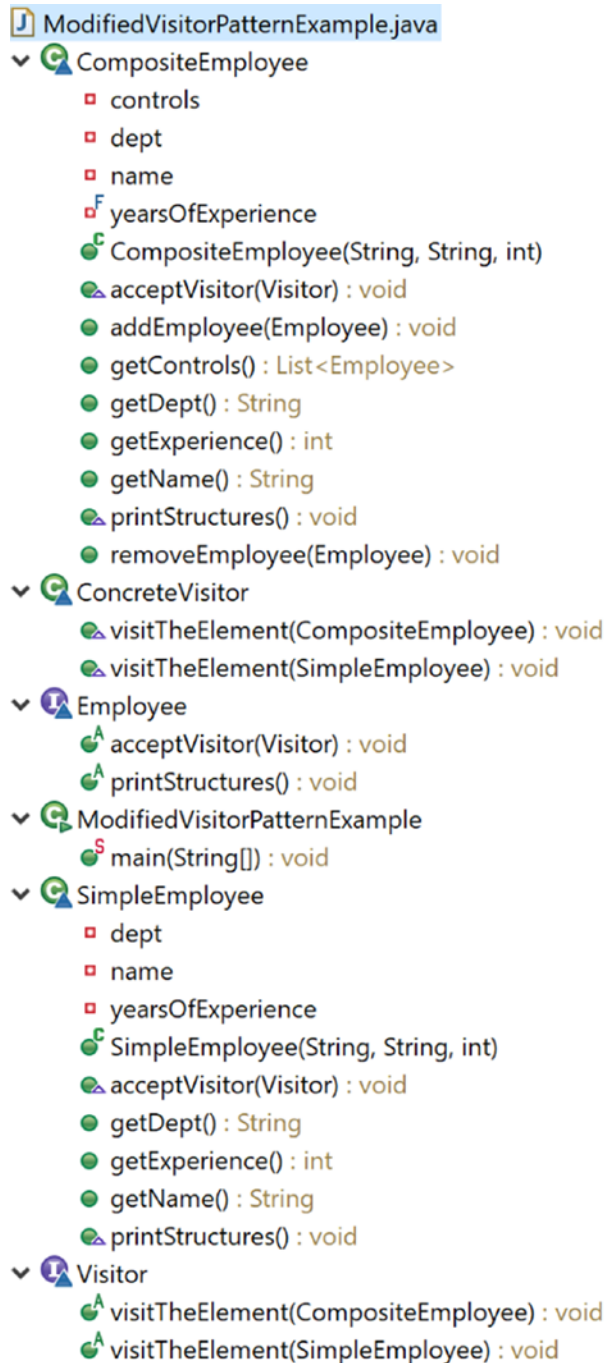 ModifiedVisitorPatternExample.java
CompositeEmployee
controls
dept
name
yearsOfExperience
CompositeEmployee(String, String, int)
acceptVisitor(Visitor) : void
addEmployee(Employee) : void
getControls() : List<Employee>
getDept() : String
getExperience() : int
getName() : String
printStructures() : void
removeEmployee(Employee) : void
ConcreteVisitor
visitTheElement(CompositeEmployee) : void
visitTheElement(SimpleEmployee) : void
Employee
acceptVisitor(Visitor) : void
printStructures() : void
ModifiedVisitorPatternExample
main(String[]) : void
SimpleEmployee
dept
name
yearsOfExperience
SimpleEmployee(String, String, int)
acceptVisitor(Visitor) : void
getDept() : String
getExperience() : int
getName() : String
printStructures() : void
Visitor
visitTheElement(CompositeEmployee) : void
visitTheElement(SimpleEmployee) : void